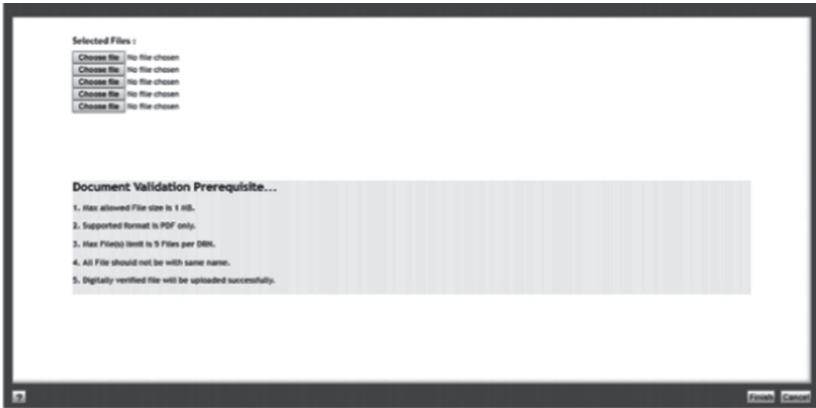 Selected Files :
Choose file No file chosen
Choose file No file chosen
Choose file No file chosen
Choose file No file chosen
Choose file No file chosen
Document Validation Prerequisite...
1. Max allowed File size is 1 MB.
2. Supported format is PDF only.
3. Max File(s) limit is 5 Files per DRN.
4. All File should not be with same name.
5. Digitally verified file will be uploaded successfully.
? Finish Cancel